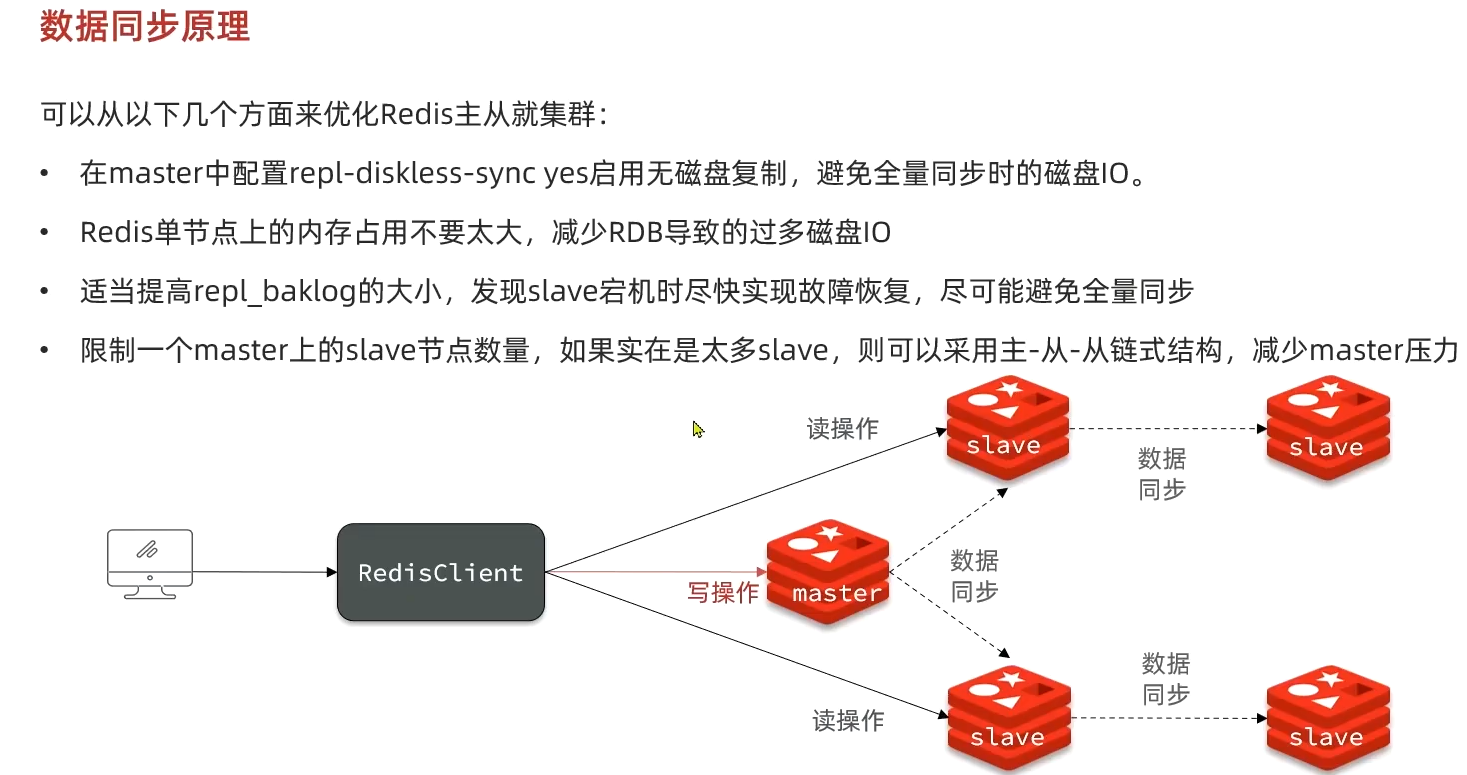 数据同步原理
可以从以下几个方面来优化Redis主从就集群：
• 在master中配置repl-diskless-sync yes启用无磁盘复制，避免全量同步时的磁盘IO。
• Redis单节点上的内存占用不要太大，减少RDB导致的过多磁盘IO
• 适当提高repl_baklog的大小，发现slave宕机时尽快实现故障恢复，尽可能避免全量同步
• 限制一个master上的slave节点数量，如果实在是太多slave，则可以采用主-从-从链式结构，减少master压力
读操作
slave
slave
数据
同步
RedisClient
写操作
master
数据
同步
读操作
slave
数据
同步
slave